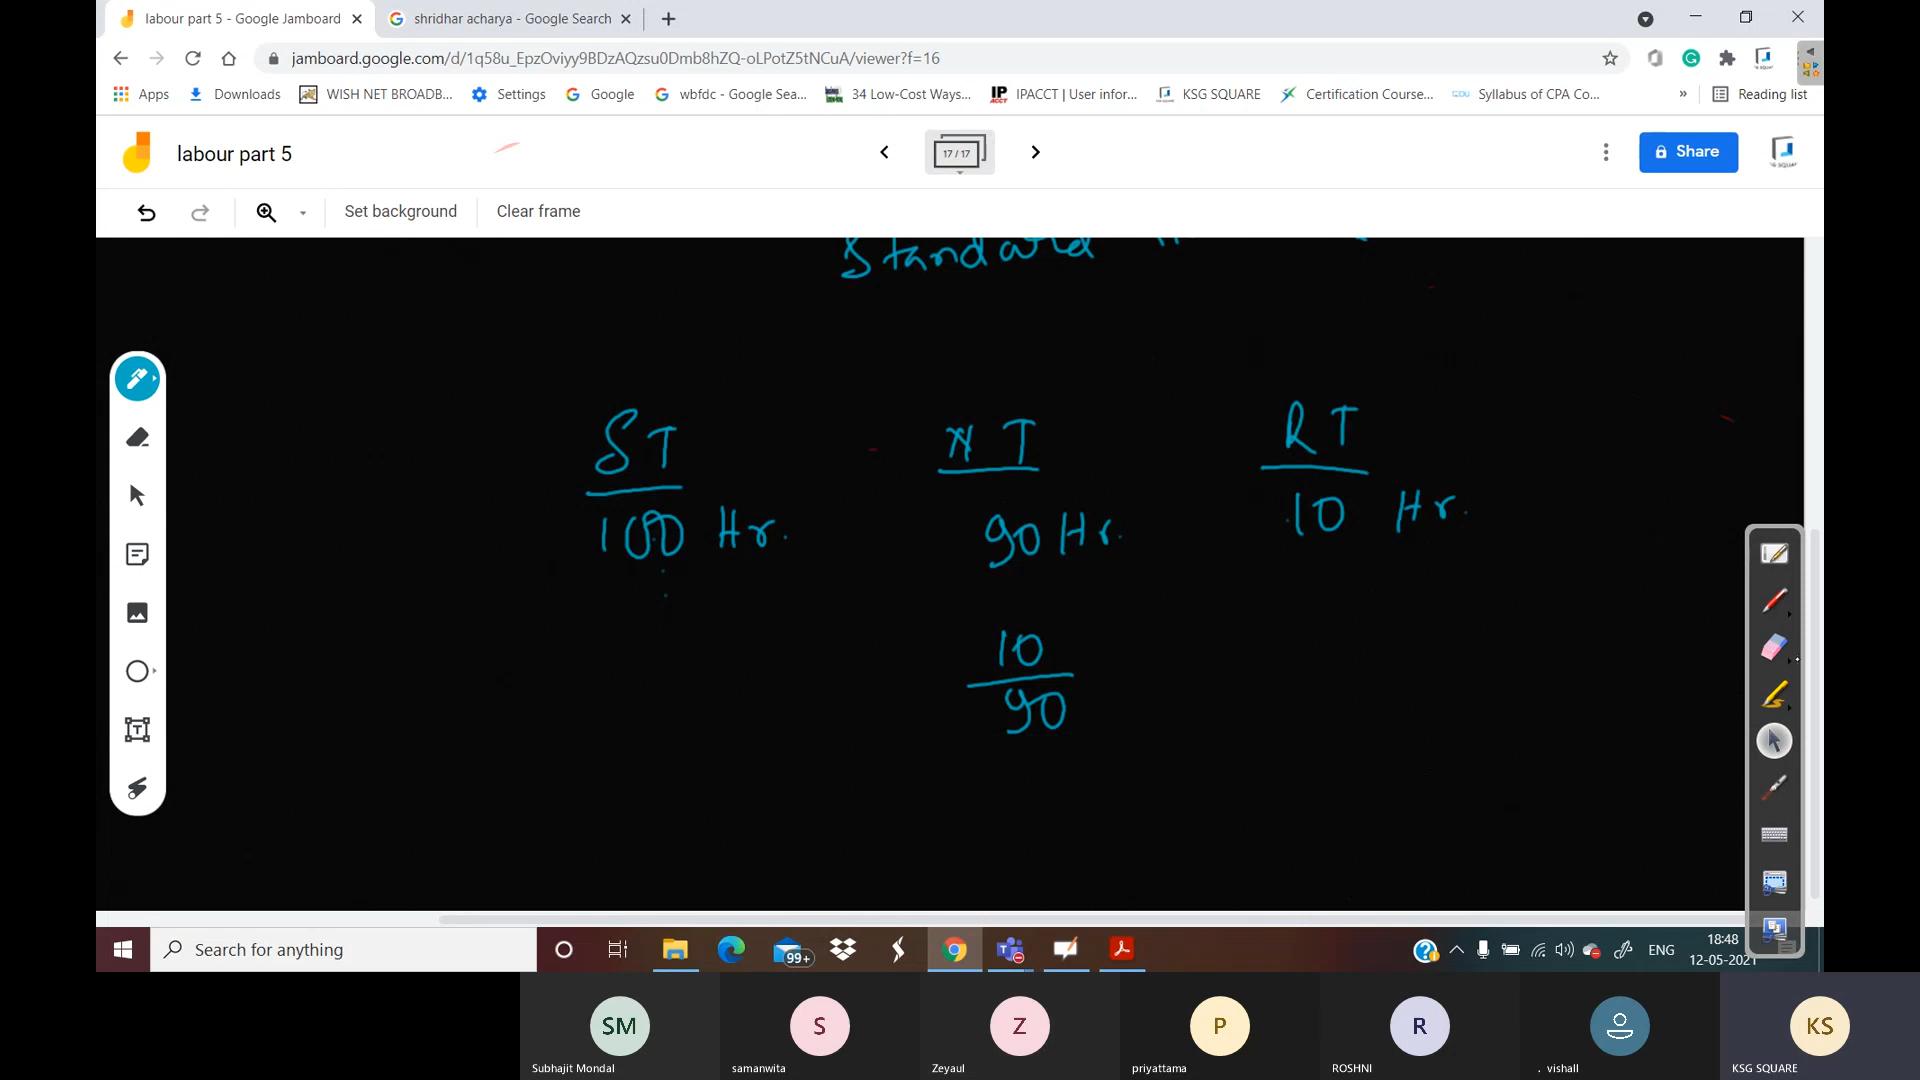 labour part 5 - Google Jamboard
shridhar acharya - Google Search
jamboard.google.com/d/1q58u_EpzOviyy9BDzAQzsu0Dmb8hZQ-oLPotZ5tNCuA/viewer?f=16
Apps
Downloads
WISH NET BROADB...
Settings
Google
wbfdc - Google Sea...
34 Low-Cost Ways...
IPACCT | User infor...
KSG SQUARE
Certification Course...
Syllabus of CPA Co...
»
Reading list
labour part 5
17 / 17
Share
Set background
Clear frame
Standard
ST NT RT
100 Hr. 90 Hr. 10 Hr.
10
90
Search for anything
99+
ENG
18:48
12-05-2021
SM
S
Z
P
R
KS
Subhajit Mondal
samanwita
Zeyaul
priyattama
ROSHNI
. vishall
KSG SQUARE